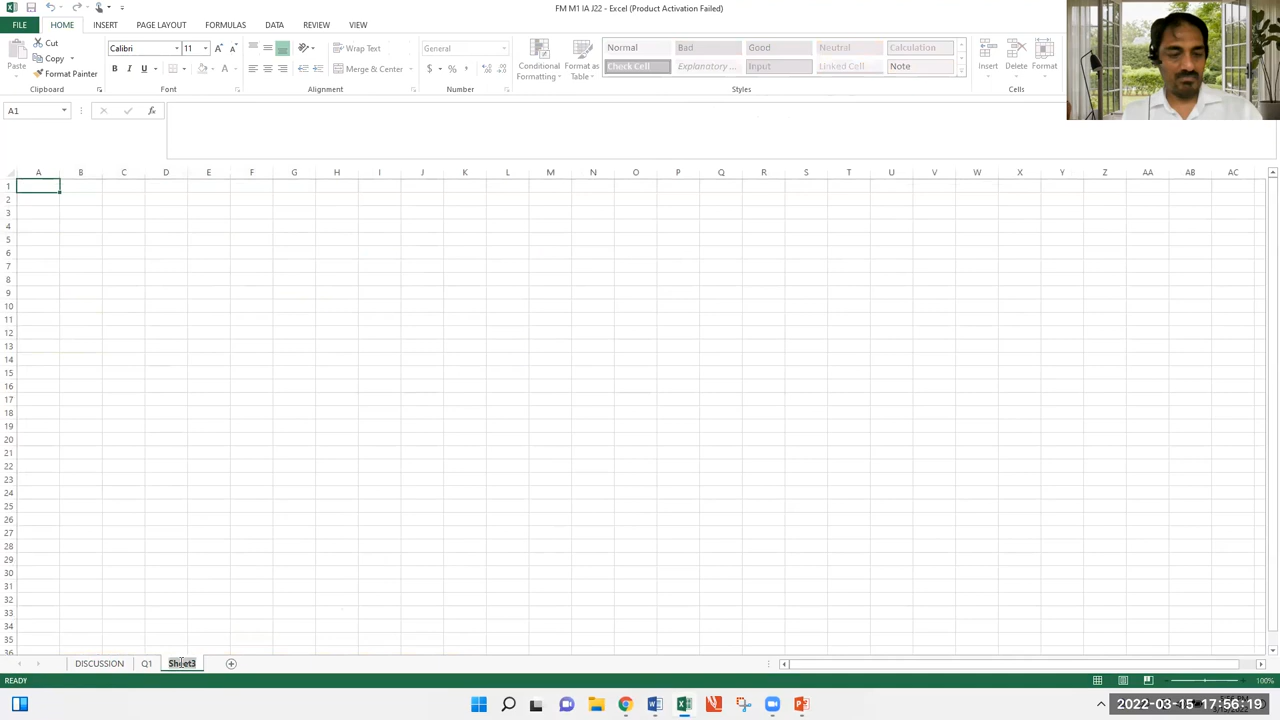 FM M1 IA J22 - Excel (Product Activation Failed)
FILE HOME INSERT PAGE LAYOUT FORMULAS DATA REVIEW VIEW
Paste
Cut
Copy
Format Painter
Clipboard
Calibri 11
B I U
Font
Wrap Text
Merge & Center
Alignment
General
%
Number
Conditional Formatting
Format as Table
Normal Bad Good Neutral Calculation
Check Cell Explanatory ... Input Linked Cell Note
Styles
Insert Delete Format
Cells
A1
fx
A B C D E F G H I J K L M N O P Q R S T U V W X Y Z AA AB AC
1
2
3
4
5
6
7
8
9
10
11
12
13
14
15
16
17
18
19
20
21
22
23
24
25
26
27
28
29
30
31
32
33
34
35
36
DISCUSSION Q1 Sheet3
READY
100%
2022-03-15 17:56:19